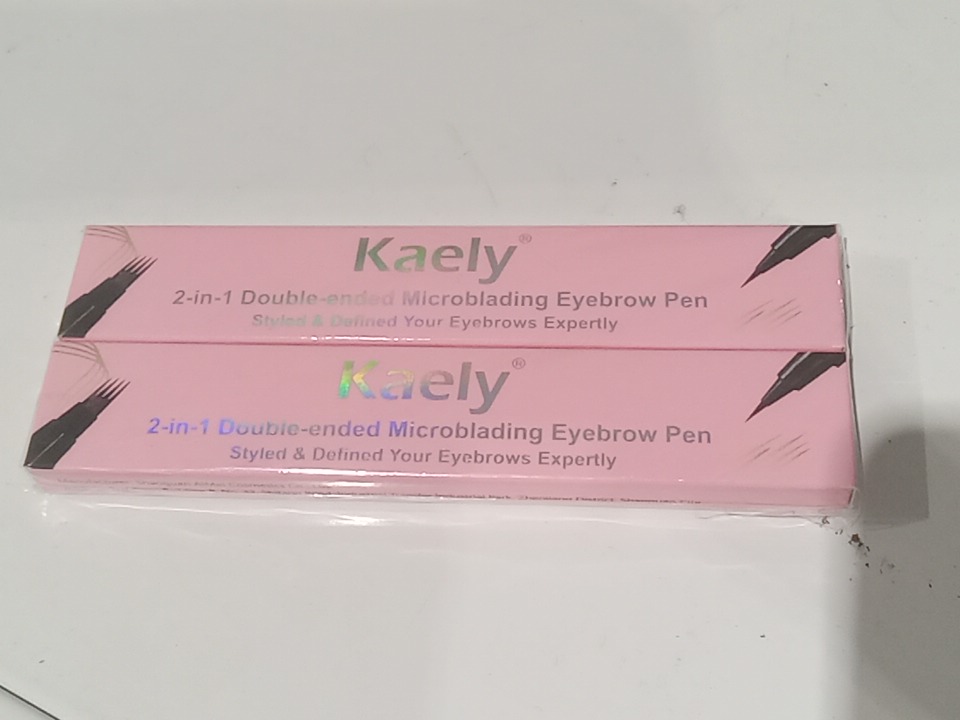 Kaely®
2-in-1 Double-ended Microblading Eyebrow Pen
Styled & Defined Your Eyebrows Expertly
Kaely®
2-in-1 Double-ended Microblading Eyebrow Pen
Styled & Defined Your Eyebrows Expertly